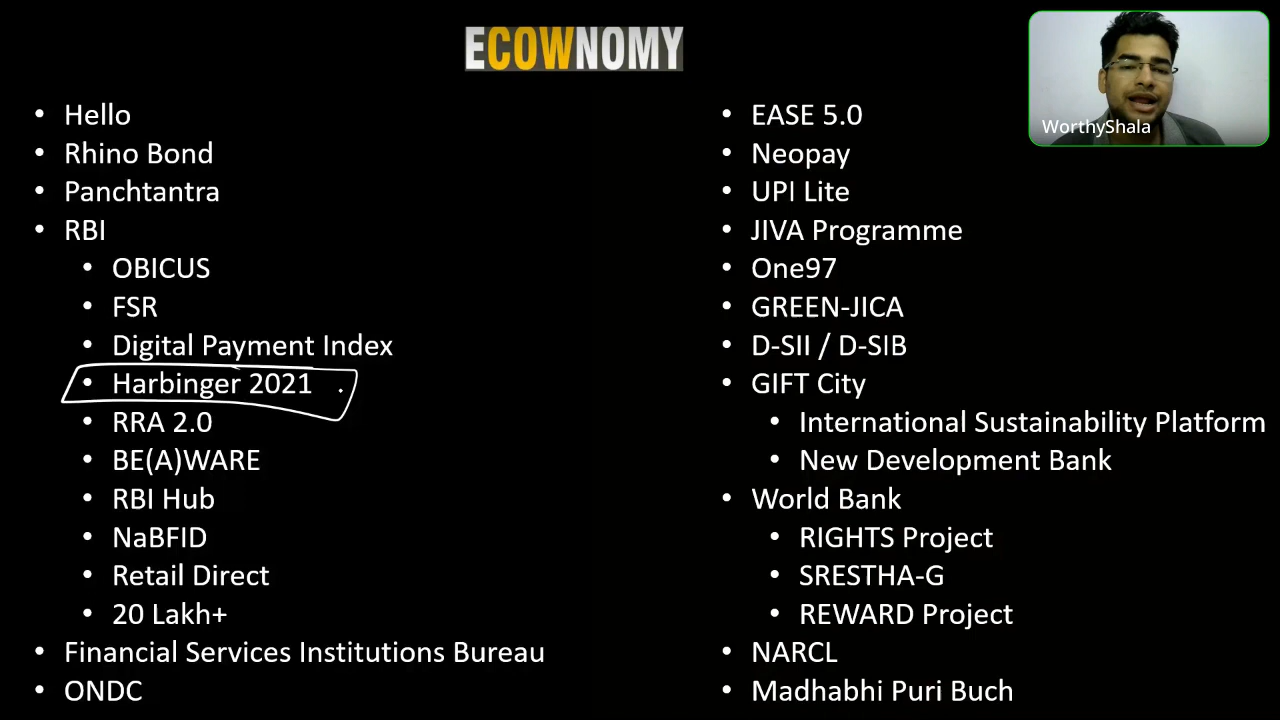 ECOWNOMY
Hello
Rhino Bond
Panchtantra
RBI
OBICUS
FSR
Digital Payment Index
Harbinger 2021
RRA 2.0
BE(A)WARE
RBI Hub
NaBFID
Retail Direct
20 Lakh+
Financial Services Institutions Bureau
ONDC
EASE 5.0
Neopay
UPI Lite
JIVA Programme
One97
GREEN-JICA
D-SII / D-SIB
GIFT City
International Sustainability Platform
New Development Bank
World Bank
RIGHTS Project
SRESTHA-G
REWARD Project
NARCL
Madhabhi Puri Buch
WorthyShala